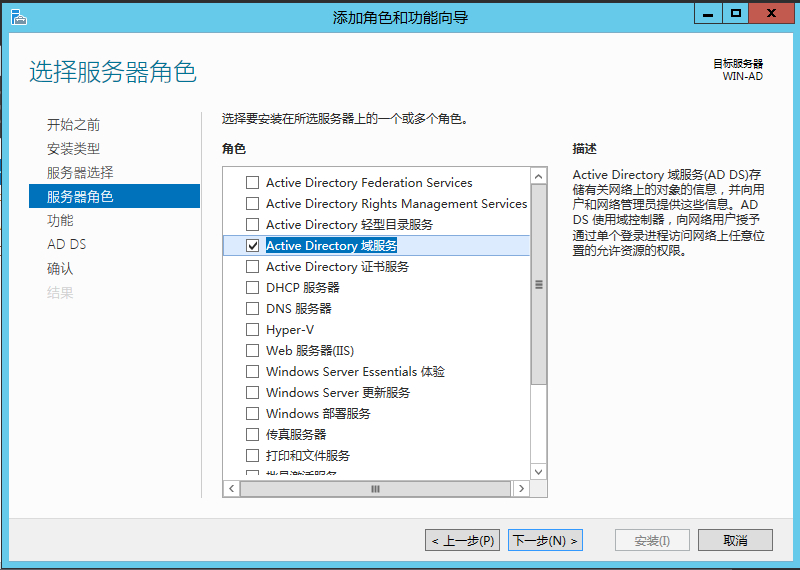 添加角色和功能向导
选择服务器角色
目标服务器
WIN-AD
开始之前
安装类型
服务器选择
服务器角色
功能
AD DS
确认
结果
选择要安装在所选服务器上的一个或多个角色。
角色
Active Directory Federation Services
Active Directory Rights Management Services
Active Directory 轻型目录服务
Active Directory 域服务
Active Directory 证书服务
DHCP 服务器
DNS 服务器
Hyper-V
Web 服务器(IIS)
Windows Server Essentials 体验
Windows Server 更新服务
Windows 部署服务
传真服务器
打印和文件服务
批量激活服务
描述
Active Directory 域服务(AD DS)存
储有关网络上的对象的信息，并向用
户和网络管理员提供这些信息。AD
DS 使用域控制器，向网络用户授予
通过单个登录进程访问网络上任意位
置的允许资源的权限。
< 上一步(P)
下一步(N) >
安装(I)
取消